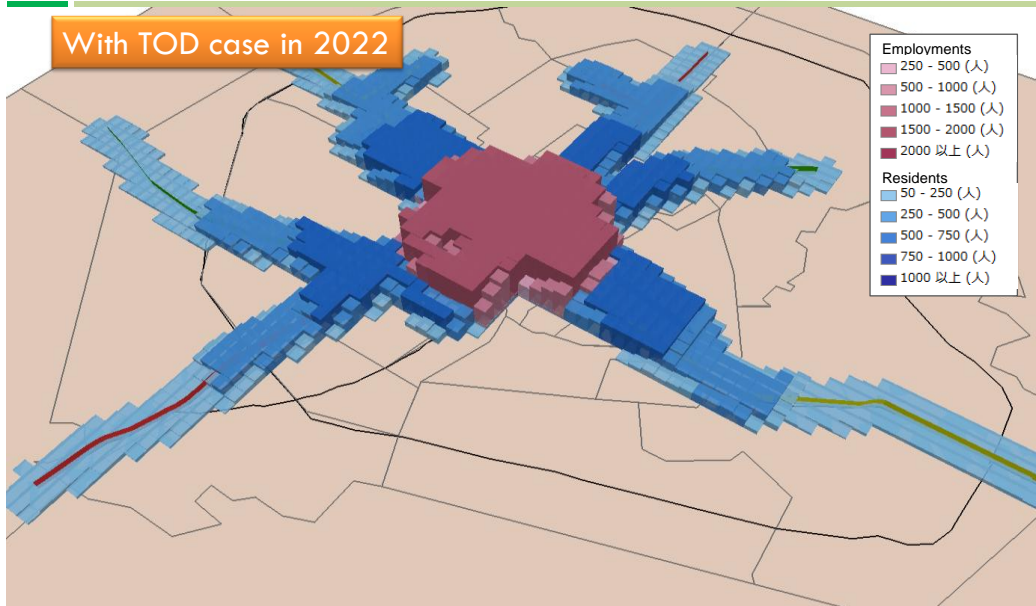 With TOD case in 2022
Employments
250 - 500 (人)
500 - 1000 (人)
1000 - 1500 (人)
1500 - 2000 (人)
2000 以上 (人)
Residents
50 - 250 (人)
250 - 500 (人)
500 - 750 (人)
750 - 1000 (人)
1000 以上 (人)